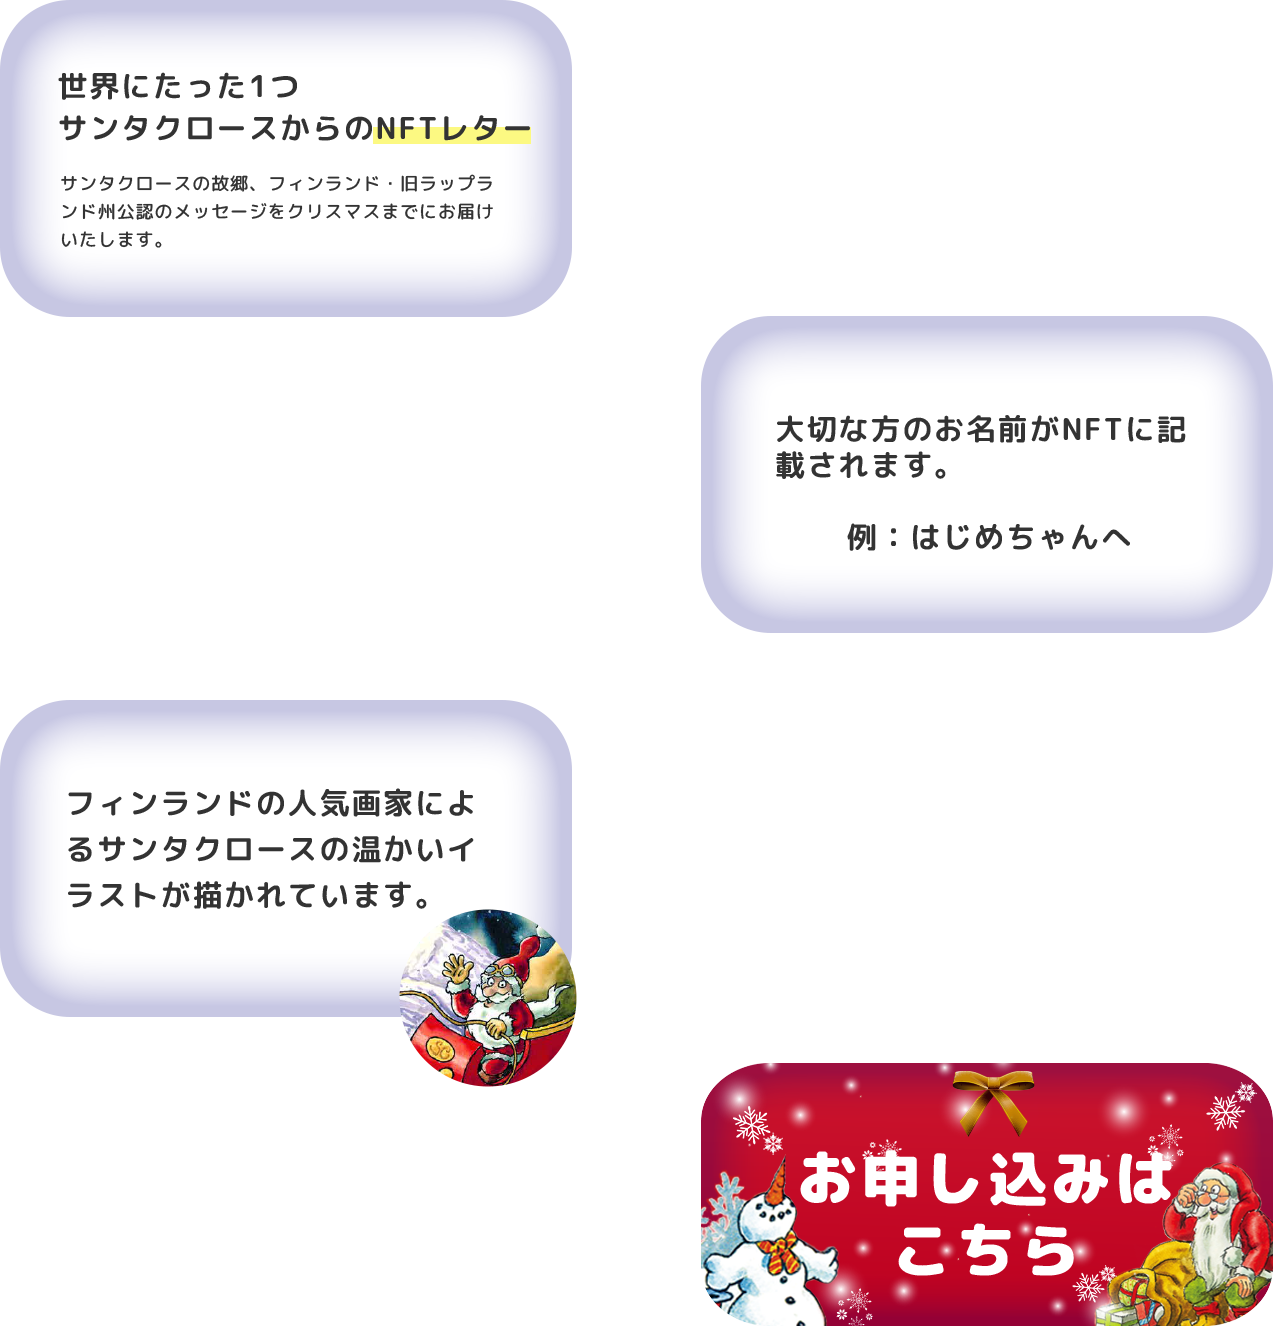 世界にたった1つ
サンタクロースからのNFTレター
サンタクロースの故郷、フィンランド・旧ラップラ
ンド州公認のメッセージをクリスマスまでにお届け
いたします。
大切な方のお名前がNFTに記
載されます。
例：はじめちゃんへ
フィンランドの人気画家によ
るサンタクロースの温かいイ
ラストが描かれています。
お申し込みは
こちら